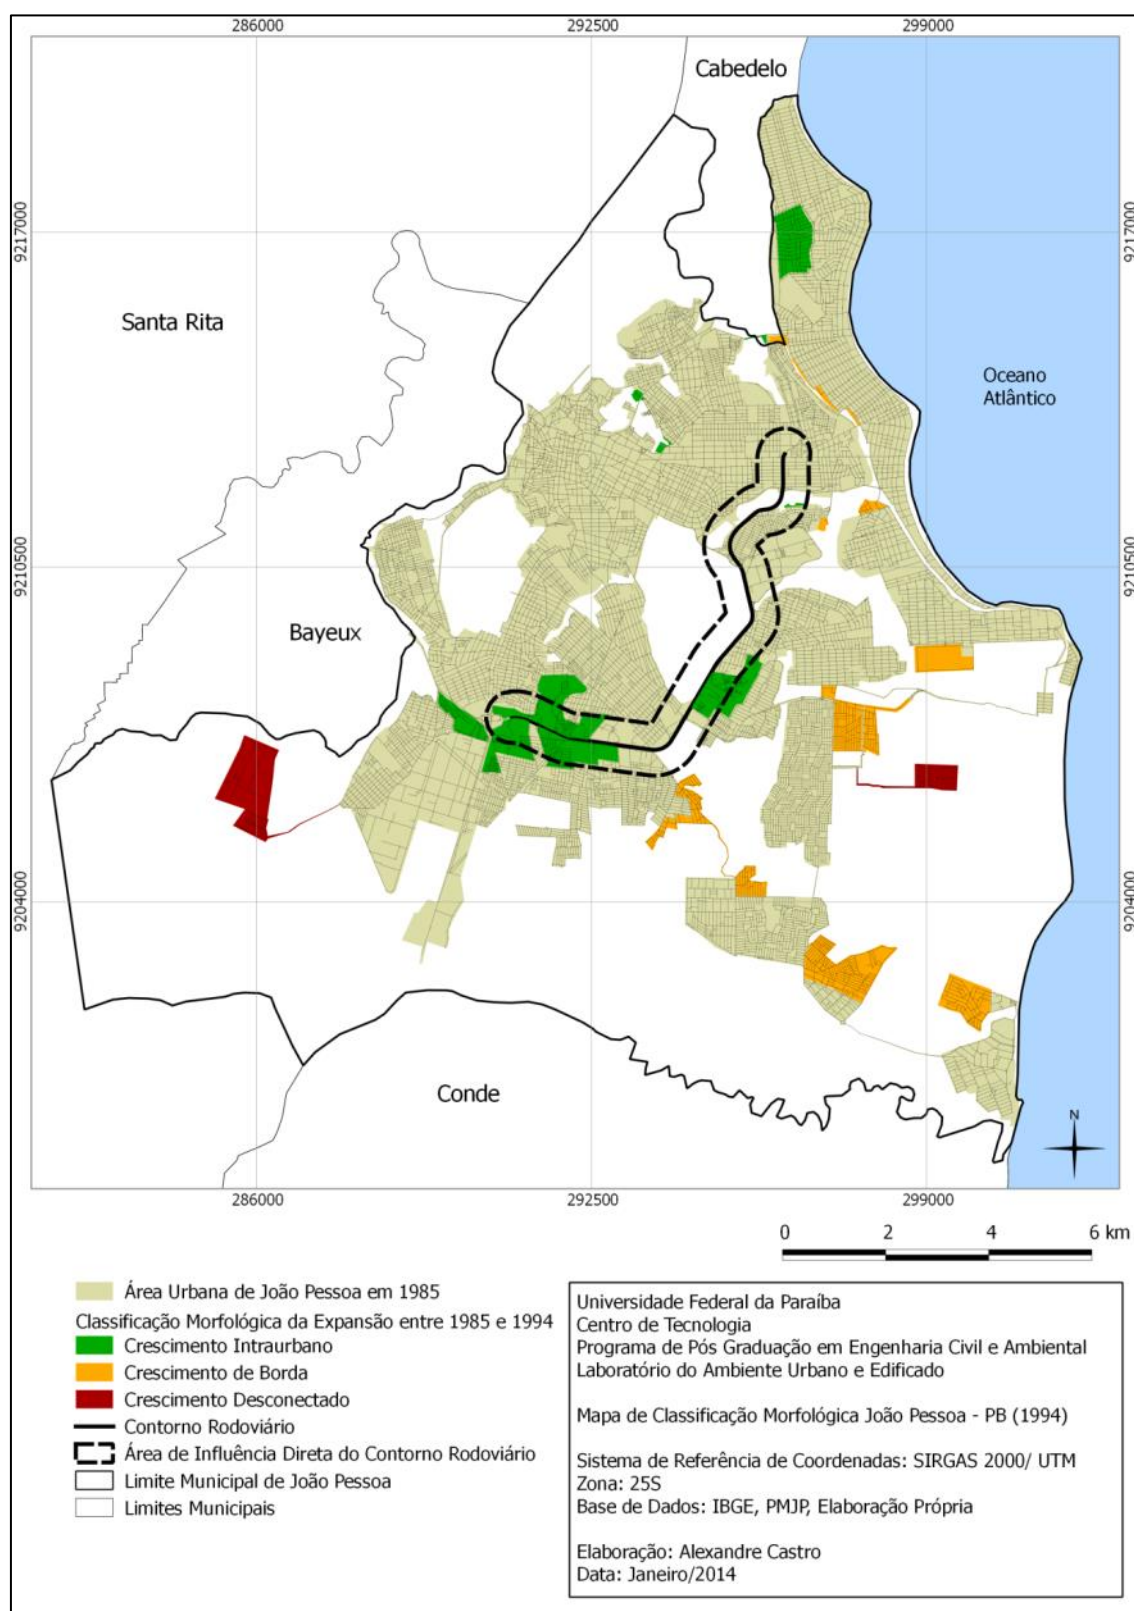 286000
292500
299000
Cabedelo
9217000
9217000
Santa Rita
Oceano
Atlântico
9210500
9210500
Bayeux
9204000
9204000
Conde
N
286000
292500
299000
0 2 4 6 km
Área Urbana de João Pessoa em 1985
Classificação Morfológica da Expansão entre 1985 e 1994
Crescimento Intraurbano
Crescimento de Borda
Crescimento Desconectado
Contorno Rodoviário
Área de Influência Direta do Contorno Rodoviário
Limite Municipal de João Pessoa
Limites Municipais
Universidade Federal da Paraíba
Centro de Tecnologia
Programa de Pós Graduação em Engenharia Civil e Ambiental
Laboratório do Ambiente Urbano e Edificado
Mapa de Classificação Morfológica João Pessoa - PB (1994)
Sistema de Referência de Coordenadas: SIRGAS 2000/ UTM
Zona: 25S
Base de Dados: IBGE, PMJP, Elaboração Própria
Elaboração: Alexandre Castro
Data: Janeiro/2014